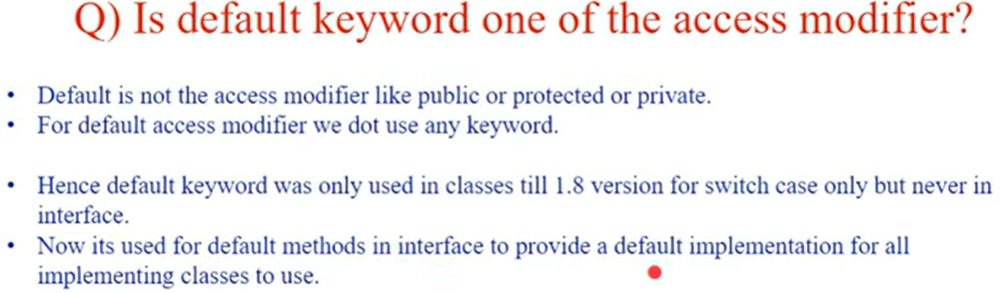 Q) Is default keyword one of the access modifier?
• Default is not the access modifier like public or protected or private.
• For default access modifier we dot use any keyword.
• Hence default keyword was only used in classes till 1.8 version for switch case only but never in
interface.
• Now its used for default methods in interface to provide a default implementation for all
implementing classes to use.